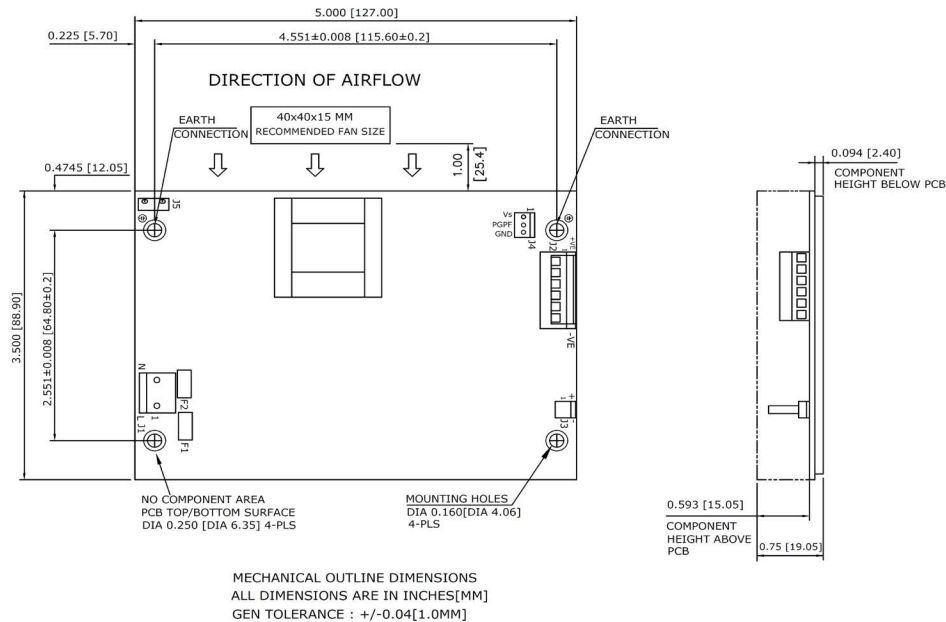 5.000 [127.00]
0.225 [5.70]
4.551±0.008 [115.60±0.2]
DIRECTION OF AIRFLOW
40x40x15 MM
RECOMMENDED FAN SIZE
EARTH
CONNECTION
EARTH
CONNECTION
1.00
[25.4]
0.4745 [12.05]
0.094 [2.40]
COMPONENT
HEIGHT BELOW PCB
J5
Vs
PGPF
GND
1
J4
J2
+VE
1
-VE
3.500 [88.90]
2.551±0.008 [64.80±0.2]
N
L
1
J1
F2
F1
+
1
-
J3
NO COMPONENT AREA
PCB TOP/BOTTOM SURFACE
DIA 0.250 [DIA 6.35] 4-PLS
MOUNTING HOLES
DIA 0.160[DIA 4.06]
4-PLS
0.593 [15.05]
COMPONENT
HEIGHT ABOVE
PCB
0.75 [19.05]
MECHANICAL OUTLINE DIMENSIONS
ALL DIMENSIONS ARE IN INCHES[MM]
GEN TOLERANCE : +/-0.04[1.0MM]